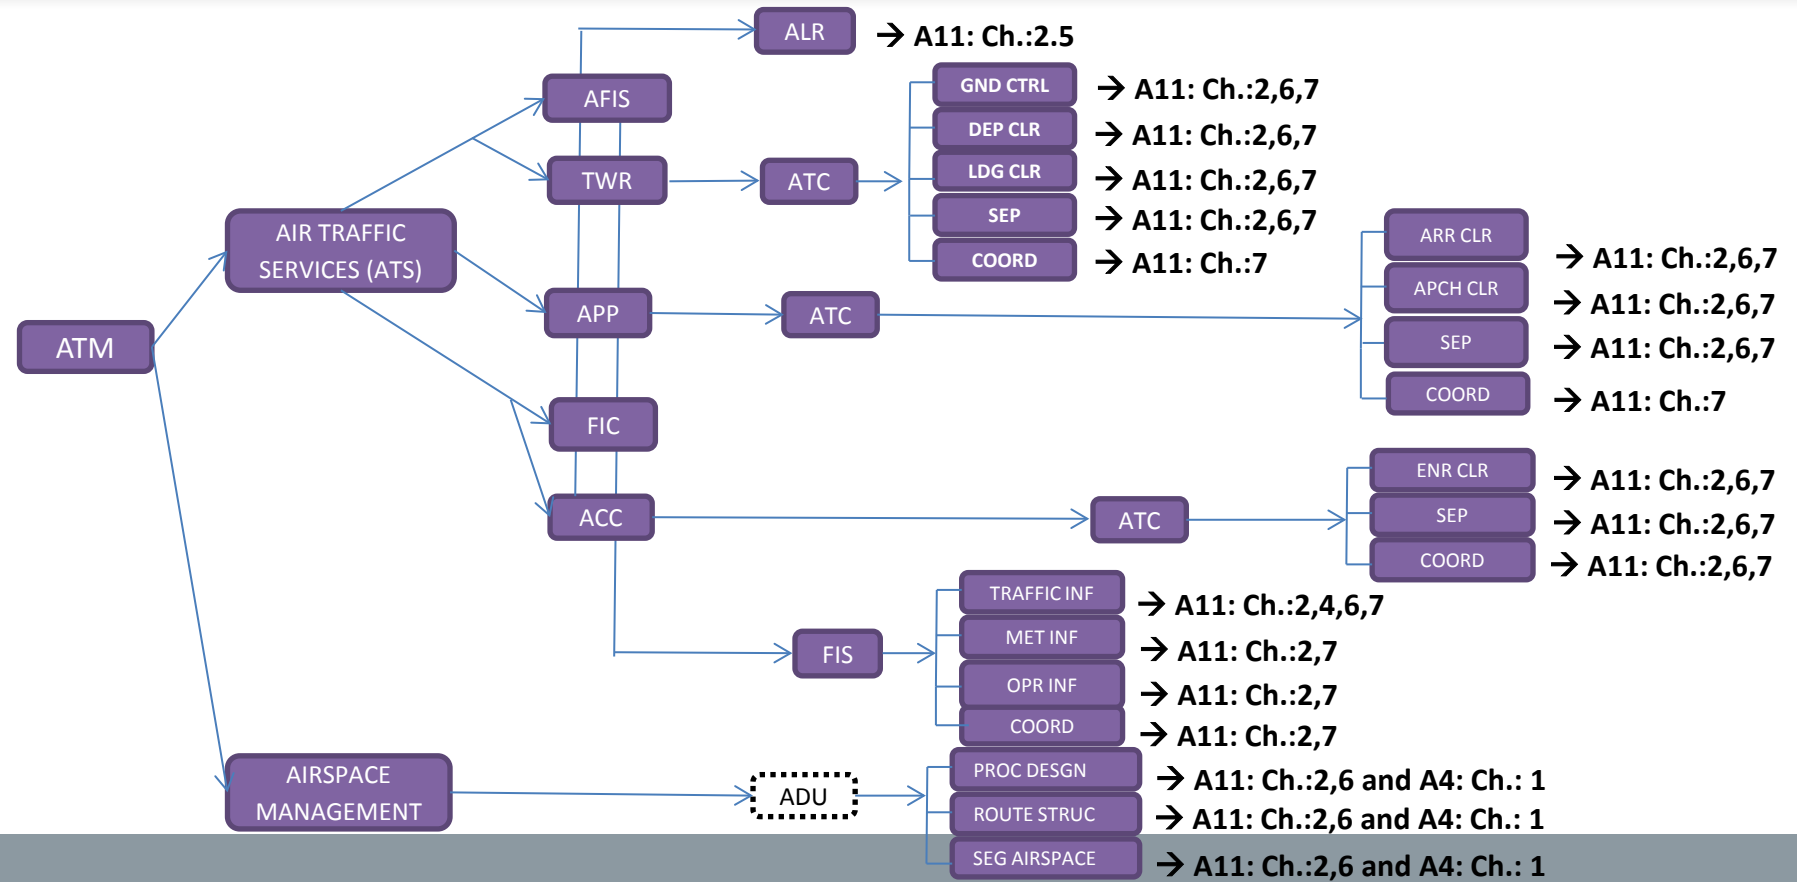 ALR
→ A11: Ch.:2.5
AFIS
GND CTRL
→ A11: Ch.:2,6,7
DEP CLR
→ A11: Ch.:2,6,7
TWR
ATC
LDG CLR
→ A11: Ch.:2,6,7
SEP
→ A11: Ch.:2,6,7
COORD
→ A11: Ch.:7
AIR TRAFFIC
SERVICES (ATS)
ARR CLR
→ A11: Ch.:2,6,7
APCH CLR
→ A11: Ch.:2,6,7
APP
ATC
SEP
→ A11: Ch.:2,6,7
COORD
→ A11: Ch.:7
ATM
FIC
ENR CLR
→ A11: Ch.:2,6,7
ACC
ATC
SEP
→ A11: Ch.:2,6,7
COORD
→ A11: Ch.:2,6,7
TRAFFIC INF
→ A11: Ch.:2,4,6,7
MET INF
→ A11: Ch.:2,7
FIS
OPR INF
→ A11: Ch.:2,7
COORD
→ A11: Ch.:2,7
AIRSPACE
MANAGEMENT
ADU
PROC DESGN
→ A11: Ch.:2,6 and A4: Ch.: 1
ROUTE STRUC
→ A11: Ch.:2,6 and A4: Ch.: 1
SEG AIRSPACE
→ A11: Ch.:2,6 and A4: Ch.: 1